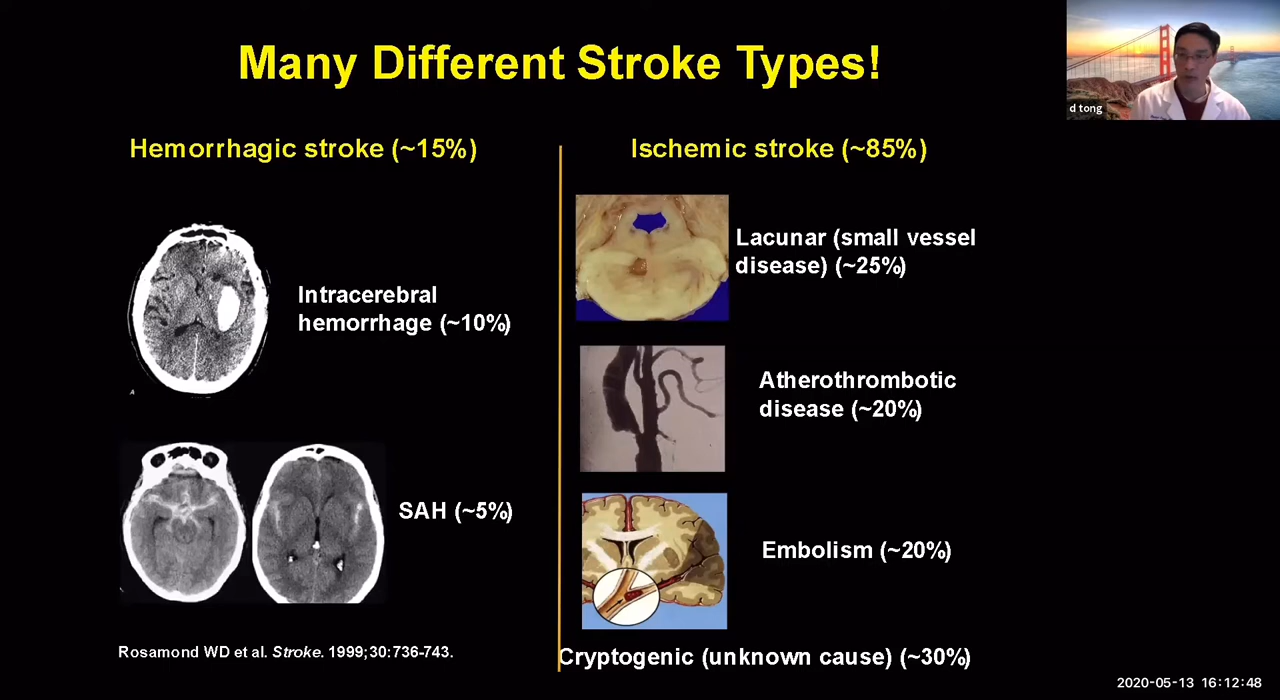 Many Different Stroke Types!
d tong
Hemorrhagic stroke (~15%)
Intracerebral
hemorrhage (~10%)
A
SAH (~5%)
Rosamond WD et al. Stroke. 1999;30:736-743.
Ischemic stroke (~85%)
Lacunar (small vessel
disease) (~25%)
Atherothrombotic
disease (~20%)
Embolism (~20%)
Cryptogenic (unknown cause) (~30%)
2020-05-13 16:12:48